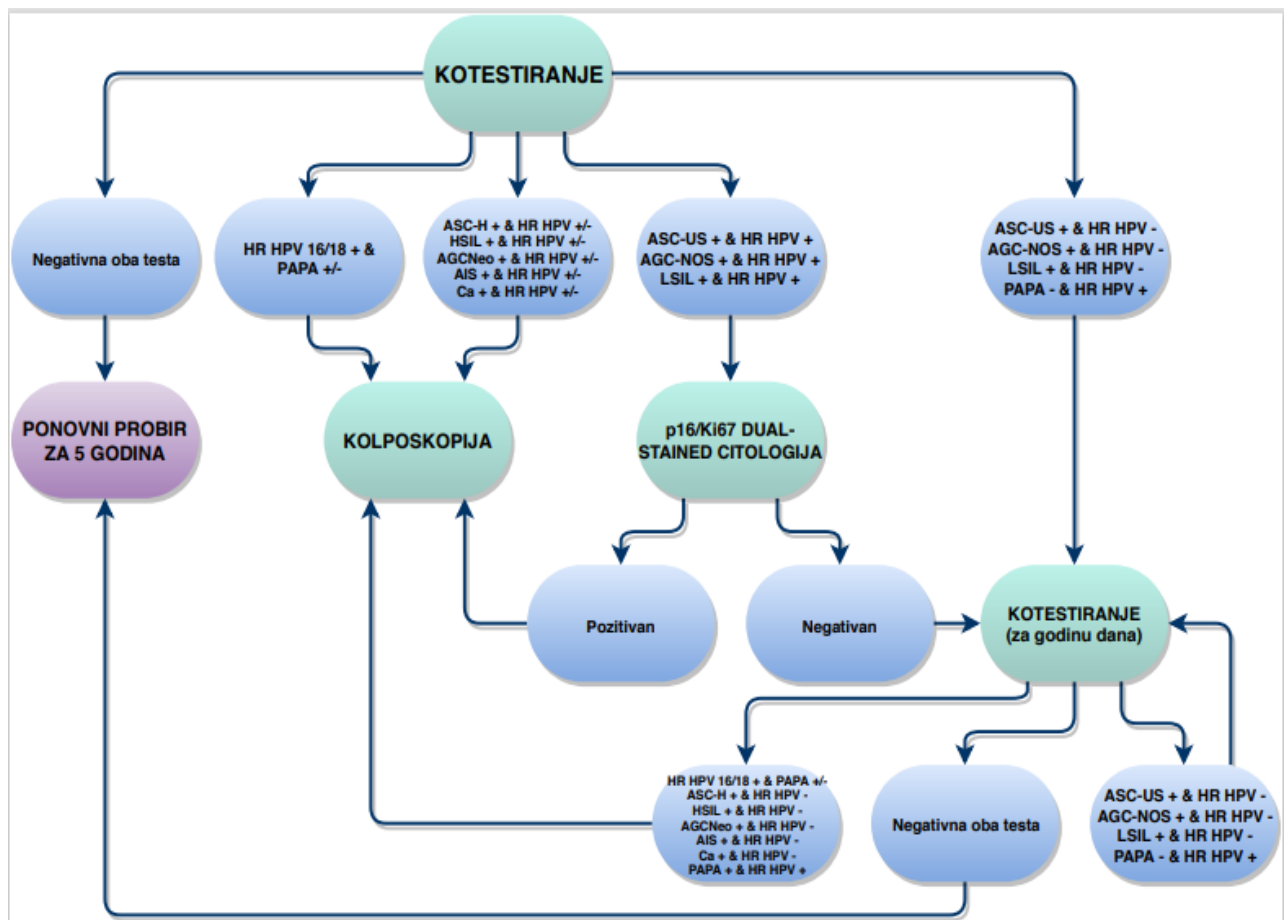 KOTESTIRANJE
Negativna oba testa
HR HPV 16/18 + &
PAPA +/-
ASC-H + & HR HPV +/-
HSIL + & HR HPV +/-
AGCNeo + & HR HPV +/-
AIS + & HR HPV +/-
Ca + & HR HPV +/-
ASC-US + & HR HPV +
AGC-NOS + & HR HPV +
LSIL + & HR HPV +
ASC-US + & HR HPV -
AGC-NOS + & HR HPV -
LSIL + & HR HPV -
PAPA - & HR HPV +
PONOVNI PROBIR
ZA 5 GODINA
KOLPOSKOPIJA
p16/Ki67 DUAL-
STAINED CITOLOGIJA
Pozitivan
Negativan
KOTESTIRANJE
(za godinu dana)
HR HPV 16/18 + & PAPA +/-
ASC-H + & HR HPV -
HSIL + & HR HPV -
AGCNeo + & HR HPV -
AIS + & HR HPV -
Ca + & HR HPV -
PAPA + & HR HPV +
Negativna oba testa
ASC-US + & HR HPV -
AGC-NOS + & HR HPV -
LSIL + & HR HPV -
PAPA - & HR HPV +